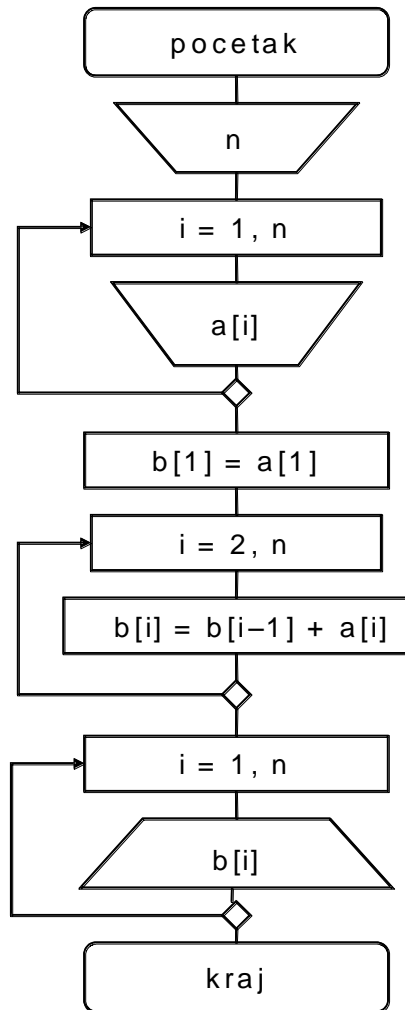 pocetak
n
i = 1, n
a[i]
b[1] = a[1]
i = 2, n
b[i] = b[i–1] + a[i]
i = 1, n
b[i]
kraj